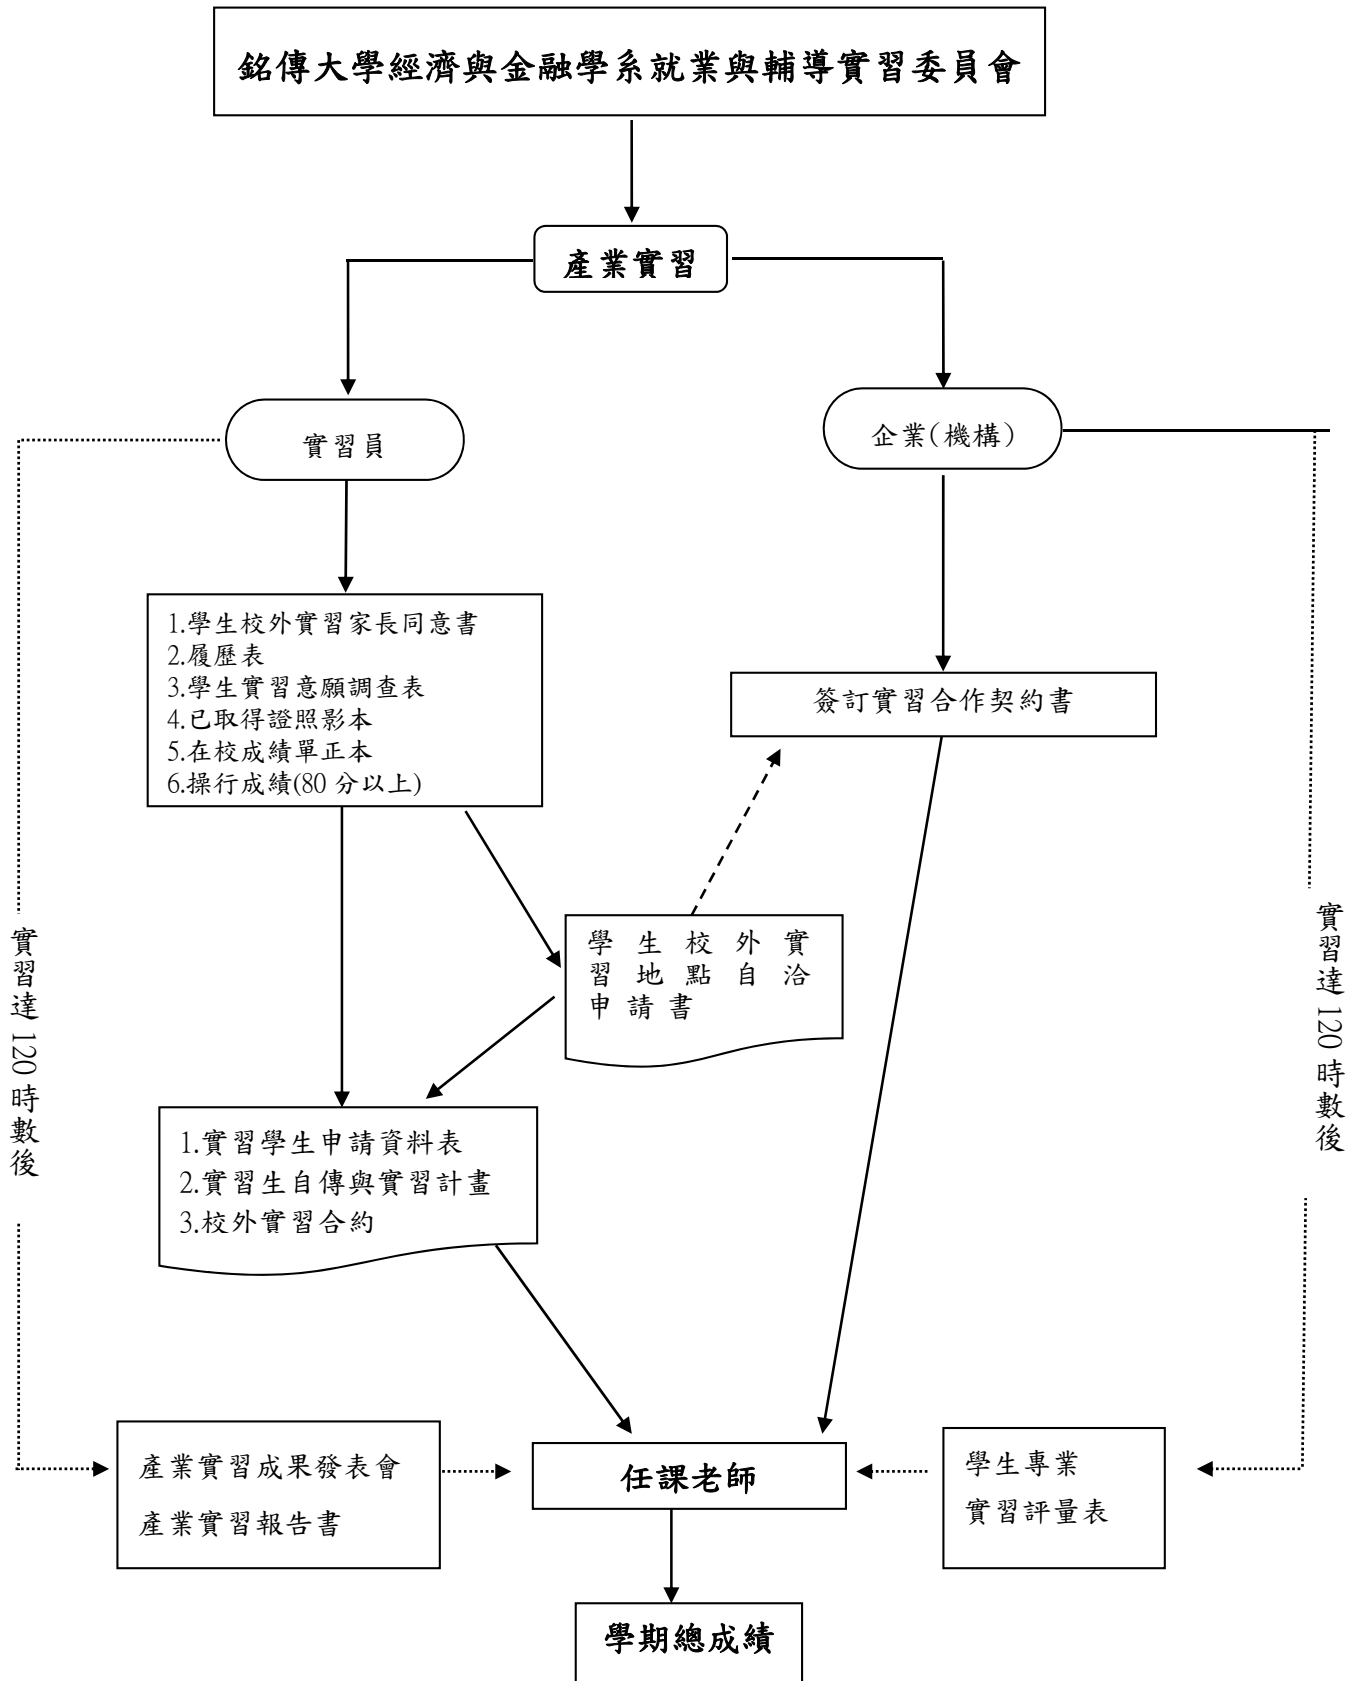 銘傳大學經濟與金融學系就業與輔導實習委員會
產業實習
實習員
企業(機構)
1.學生校外實習家長同意書
2.履歷表
3.學生實習意願調查表
4.已取得證照影本
5.在校成績單正本
6.操行成績(80 分以上)
簽訂實習合作契約書
學生校外實
習地點自洽
申請書
實習達 120 時數後
實習達 120 時數後
1.實習學生申請資料表
2.實習生自傳與實習計畫
3.校外實習合約
產業實習成果發表會
產業實習報告書
任課老師
學生專業
實習評量表
學期總成績